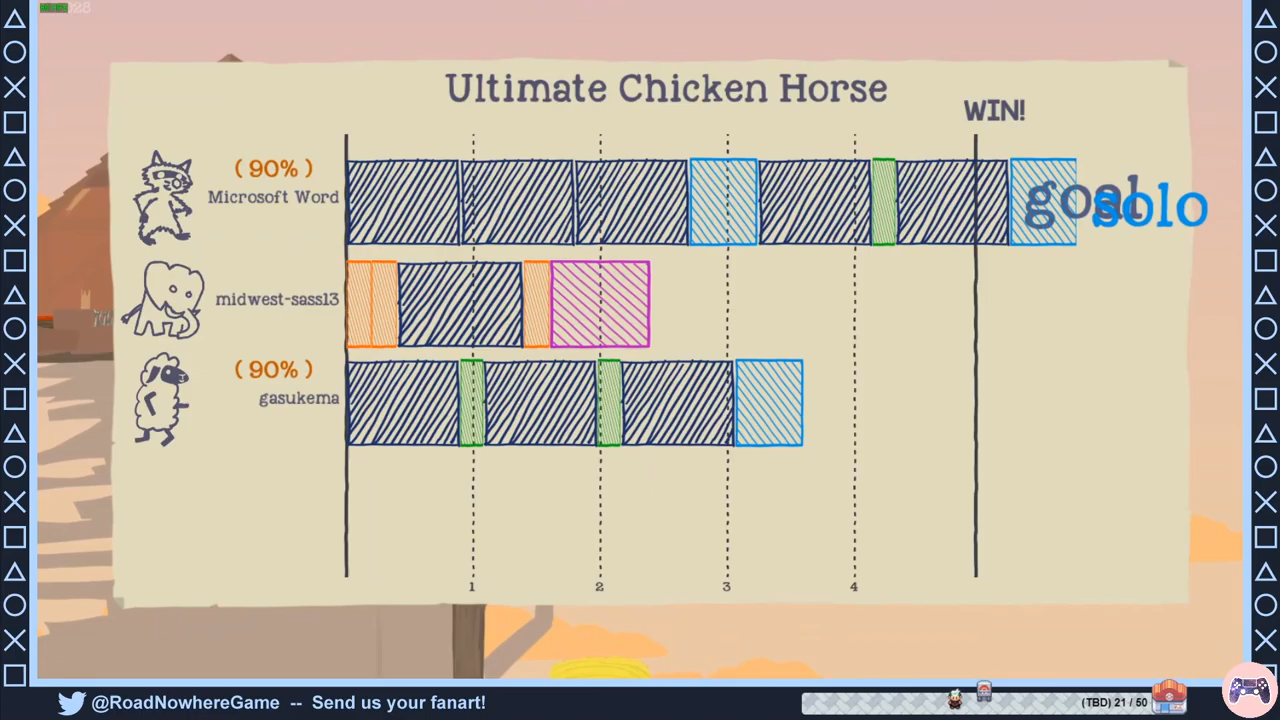 Ultimate Chicken Horse
WIN!
( 90% )
Microsoft Word
goal
solo
midwest-sass13
( 90% )
gasukema
1 2 3 4
@RoadNowhereGame -- Send us your fanart!
(TBD) 21 / 50